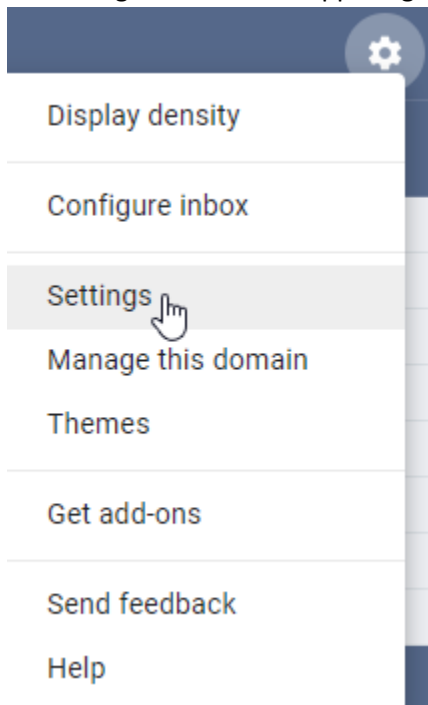 Display density
Configure inbox
Settings
Manage this domain
Themes
Get add-ons
Send feedback
Help